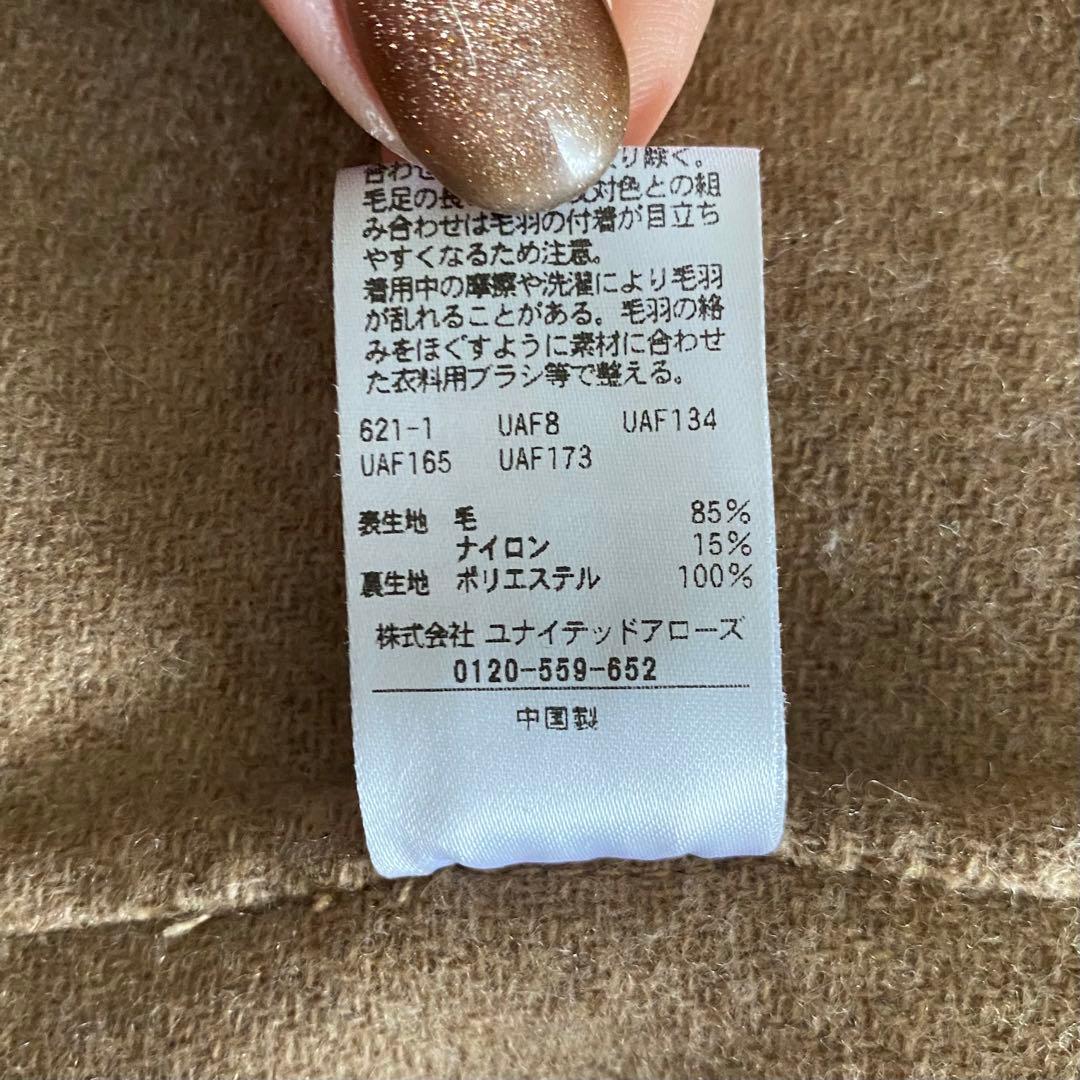 合わせ り除く。
毛足の長 反対色との組
み合わせは毛羽の付着が目立ち
やすくなるため注意。
着用中の摩擦や洗濯により毛羽
が乱れることがある。毛羽の絡
みをほぐすように素材に合わせ
た衣料用ブラシ等で整える。
621-1 UAF8 UAF134
UAF165 UAF173
表生地 毛 85%
ナイロン 15%
裏生地 ポリエステル 100%
株式会社 ユナイテッドアローズ
0120-559-652
中国製